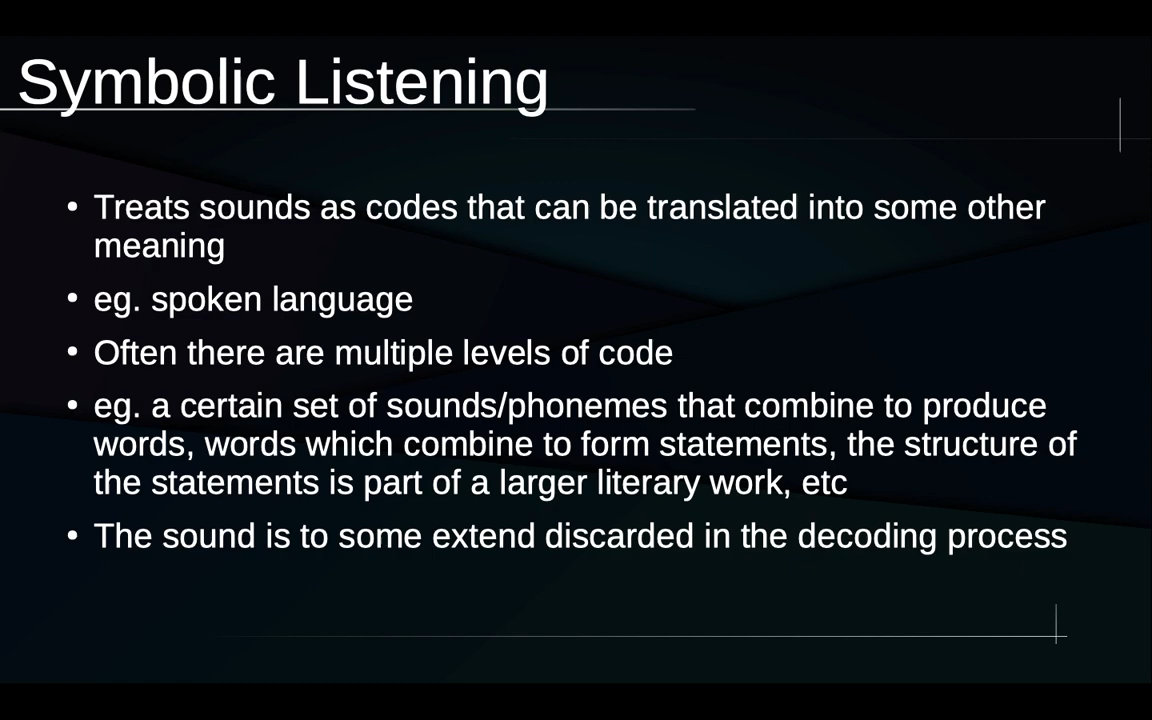 Symbolic Listening
• Treats sounds as codes that can be translated into some other
meaning
• eg. spoken language
• Often there are multiple levels of code
• eg. a certain set of sounds/phonemes that combine to produce
words, words which combine to form statements, the structure of
the statements is part of a larger literary work, etc
• The sound is to some extend discarded in the decoding process